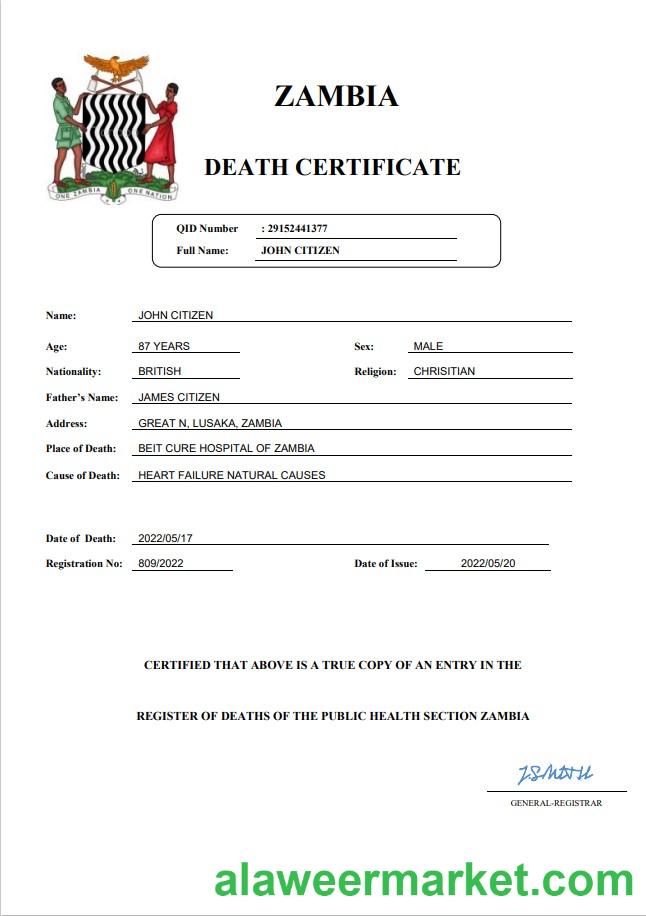 ZAMBIA
DEATH CERTIFICATE
ONE ZAMBIA ONE NATION
QID Number : 29152441377
Full Name: JOHN CITIZEN
Name: JOHN CITIZEN
Age: 87 YEARS Sex: MALE
Nationality: BRITISH Religion: CHRISITIAN
Father's Name: JAMES CITIZEN
Address: GREAT N, LUSAKA, ZAMBIA
Place of Death: BEIT CURE HOSPITAL OF ZAMBIA
Cause of Death: HEART FAILURE NATURAL CAUSES
Date of Death: 2022/05/17
Registration No: 809/2022 Date of Issue: 2022/05/20
CERTIFIED THAT ABOVE IS A TRUE COPY OF AN ENTRY IN THE
REGISTER OF DEATHS OF THE PUBLIC HEALTH SECTION ZAMBIA
GENERAL-REGISTRAR
alaweermarket.com